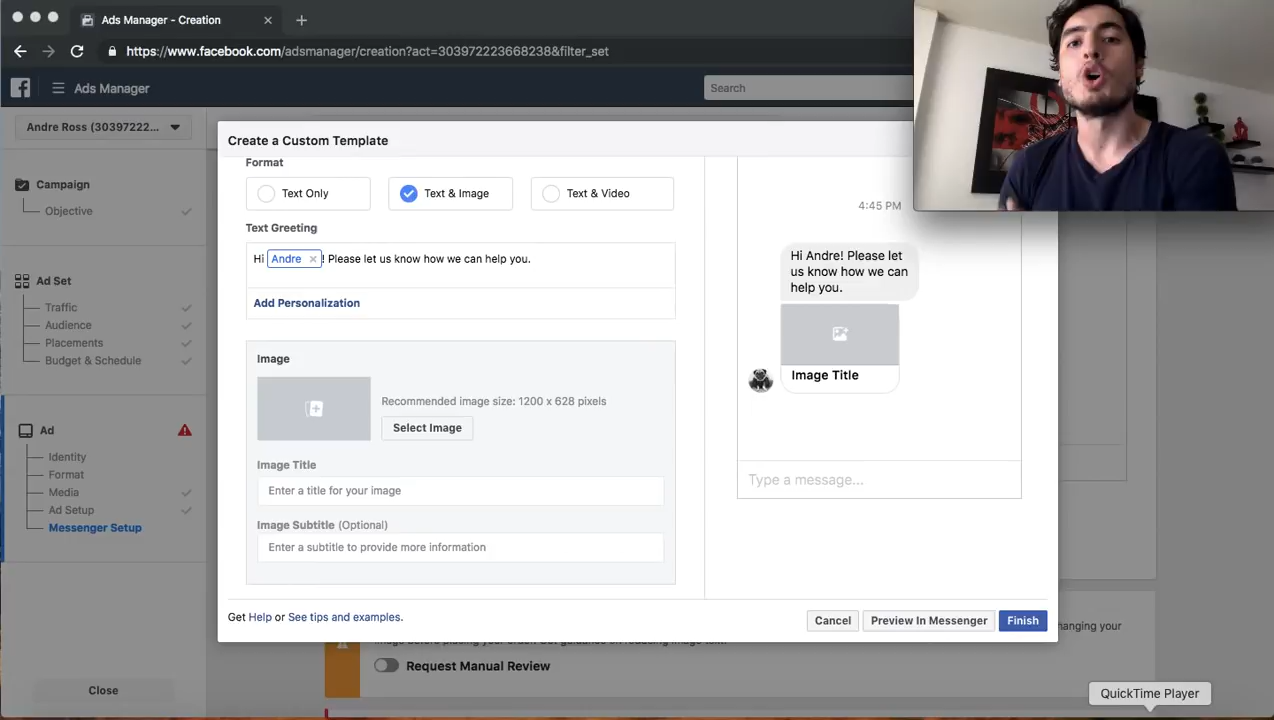 Ads Manager - Creation
https://www.facebook.com/adsmanager/creation?act=303972223668238&filter_set
Ads Manager
Search
Andre Ross (30397222...
Campaign
Objective
Ad Set
Traffic
Audience
Placements
Budget & Schedule
Ad
Identity
Format
Media
Ad Setup
Messenger Setup
Close
Create a Custom Template
Format
Text Only
Text & Image
Text & Video
Text Greeting
Hi Andre × ! Please let us know how we can help you.
Add Personalization
Image
Recommended image size: 1200 x 628 pixels
Select Image
Image Title
Enter a title for your image
Image Subtitle (Optional)
Enter a subtitle to provide more information
4:45 PM
Hi Andre! Please let
us know how we can
help you.
Image Title
Type a message...
Get Help or See tips and examples.
Cancel
Preview In Messenger
Finish
hanging your
Request Manual Review
QuickTime Player